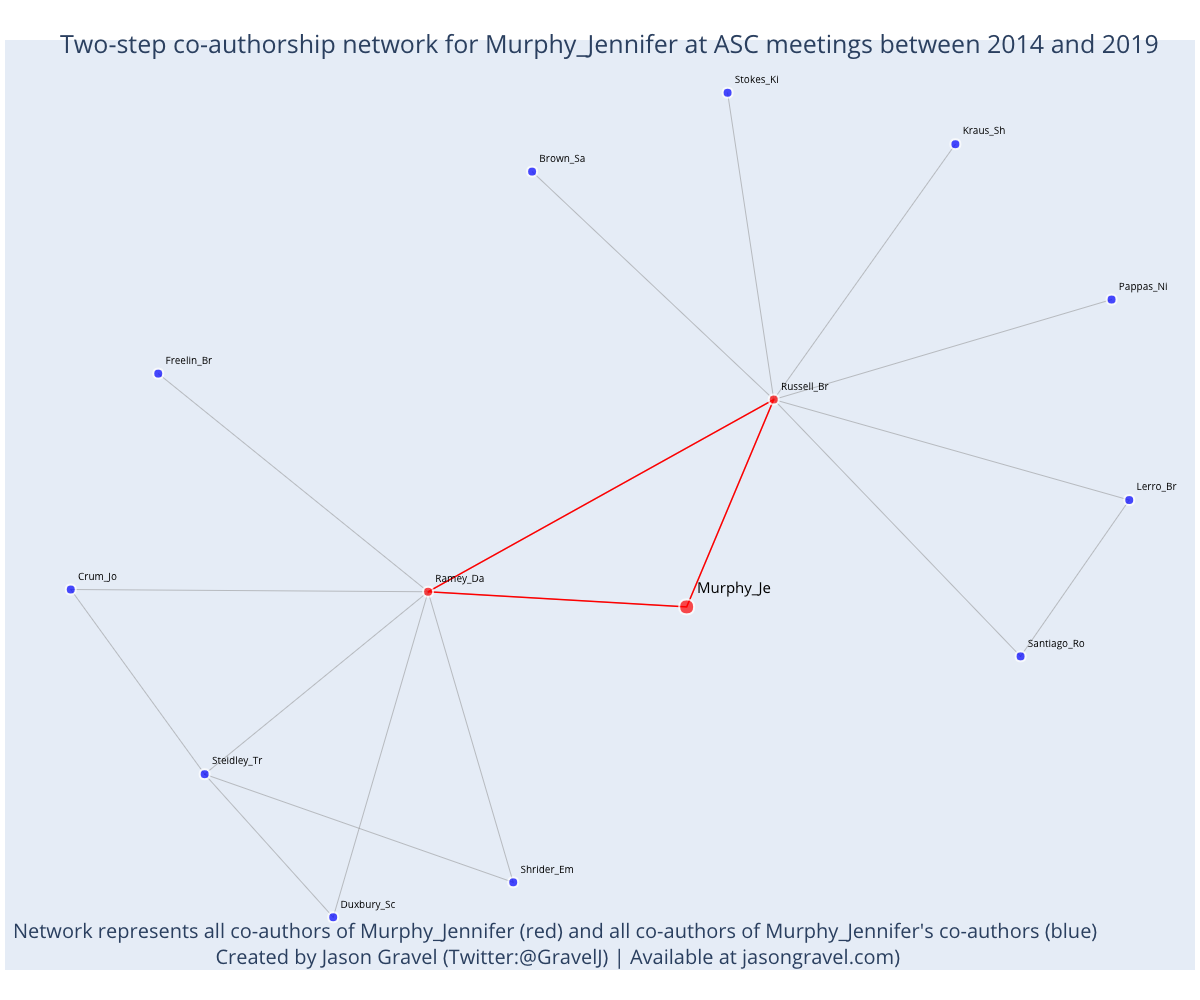 Two-step co-authorship network for Murphy_Jennifer at ASC meetings between 2014 and 2019
Stokes_Ki
Kraus_Sh
Brown_Sa
Pappas_Ni
Freelin_Br
Russell_Br
Lerro_Br
Crum_Jo
Ramey_Da
Murphy_Je
Santiago_Ro
Steidley_Tr
Shrider_Em
Duxbury_Sc
Network represents all co-authors of Murphy_Jennifer (red) and all co-authors of Murphy_Jennifer's co-authors (blue)
Created by Jason Gravel (Twitter:@GravelJ) | Available at jasongravel.com)